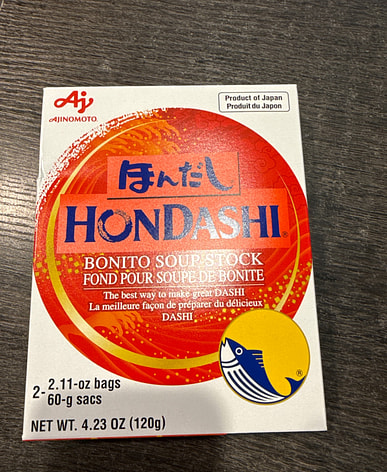 Aj
AJINOMOTO®
Product of Japan
Produit du Japon
ほんだし
HONDASHI®
BONITO SOUP STOCK
FOND POUR SOUPE DE BONITE
The best way to make great DASHI
La meilleure façon de préparer du délicieux
DASHI
®
2- 2.11-oz bags
60-g sacs
NET WT. 4.23 OZ (120g)